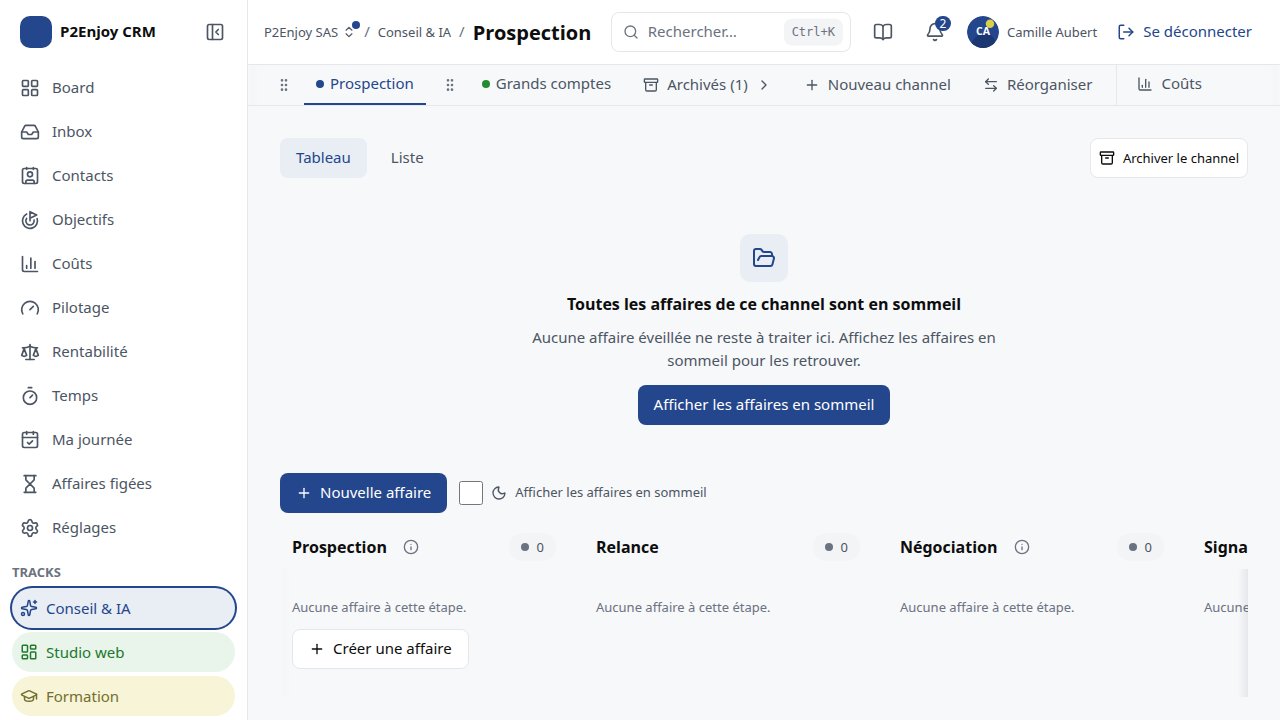 P2Enjoy CRM
P2Enjoy SAS / Conseil & IA / Prospection
Rechercher... Ctrl+K
2
CA Camille Aubert
Se déconnecter
Board
Inbox
Contacts
Objectifs
Coûts
Pilotage
Rentabilité
Temps
Ma journée
Affaires figées
Réglages
TRACKS
Conseil & IA
Studio web
Formation
Prospection
Grands comptes
Archivés (1)
Nouveau channel
Réorganiser
Coûts
Tableau
Liste
Archiver le channel
Toutes les affaires de ce channel sont en sommeil
Aucune affaire éveillée ne reste à traiter ici. Affichez les affaires en
sommeil pour les retrouver.
Afficher les affaires en sommeil
Nouvelle affaire
Afficher les affaires en sommeil
Prospection 0
Aucune affaire à cette étape.
Créer une affaire
Relance 0
Aucune affaire à cette étape.
Négociation 0
Aucune affaire à cette étape.
Signa
Aucune